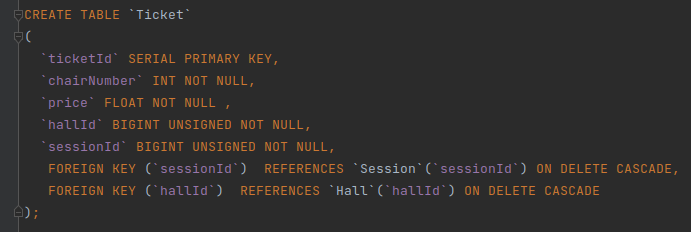 CREATE TABLE `Ticket`
(
`ticketId` SERIAL PRIMARY KEY,
`chairNumber` INT NOT NULL,
`price` FLOAT NOT NULL ,
`hallId` BIGINT UNSIGNED NOT NULL,
`sessionId` BIGINT UNSIGNED NOT NULL,
FOREIGN KEY (`sessionId`)  REFERENCES `Session`(`sessionId`) ON DELETE CASCADE,
FOREIGN KEY (`hallId`)  REFERENCES `Hall`(`hallId`) ON DELETE CASCADE
);